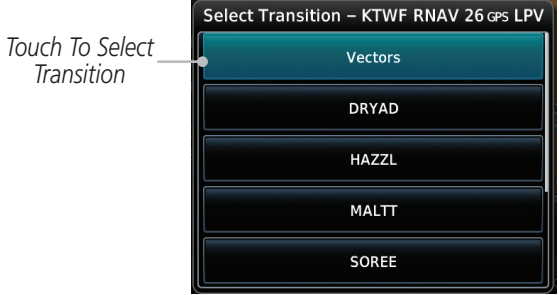 Select Transition – KTWF RNAV 26 GPS LPV
Touch To Select
Transition
Vectors
DRYAD
HAZZL
MALTT
SOREE